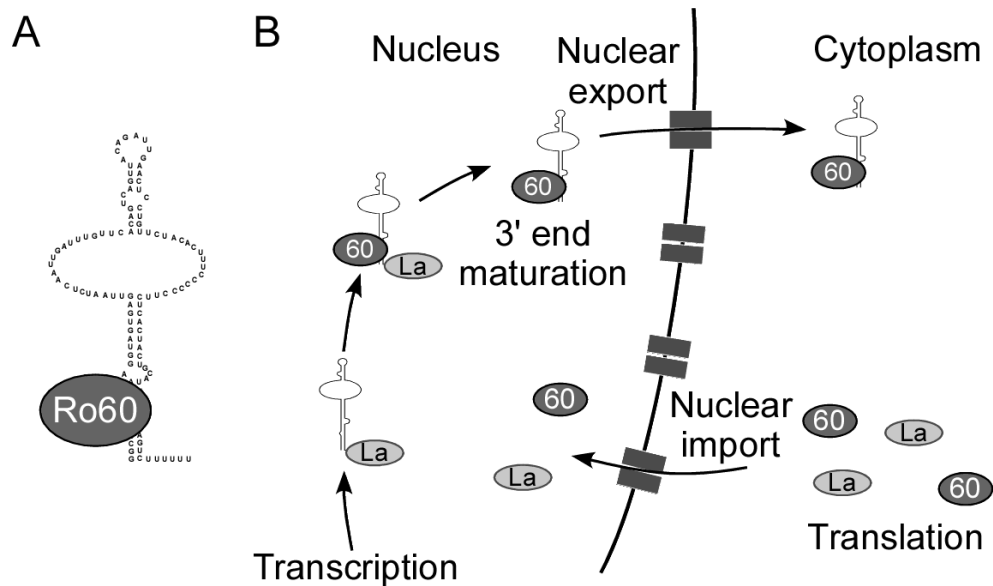 A
B
Nucleus
Nuclear
export
Cytoplasm
60
60
60
La
3' end
maturation
Ro60
La
60
La
Nuclear
import
60
La
La
60
Translation
Transcription